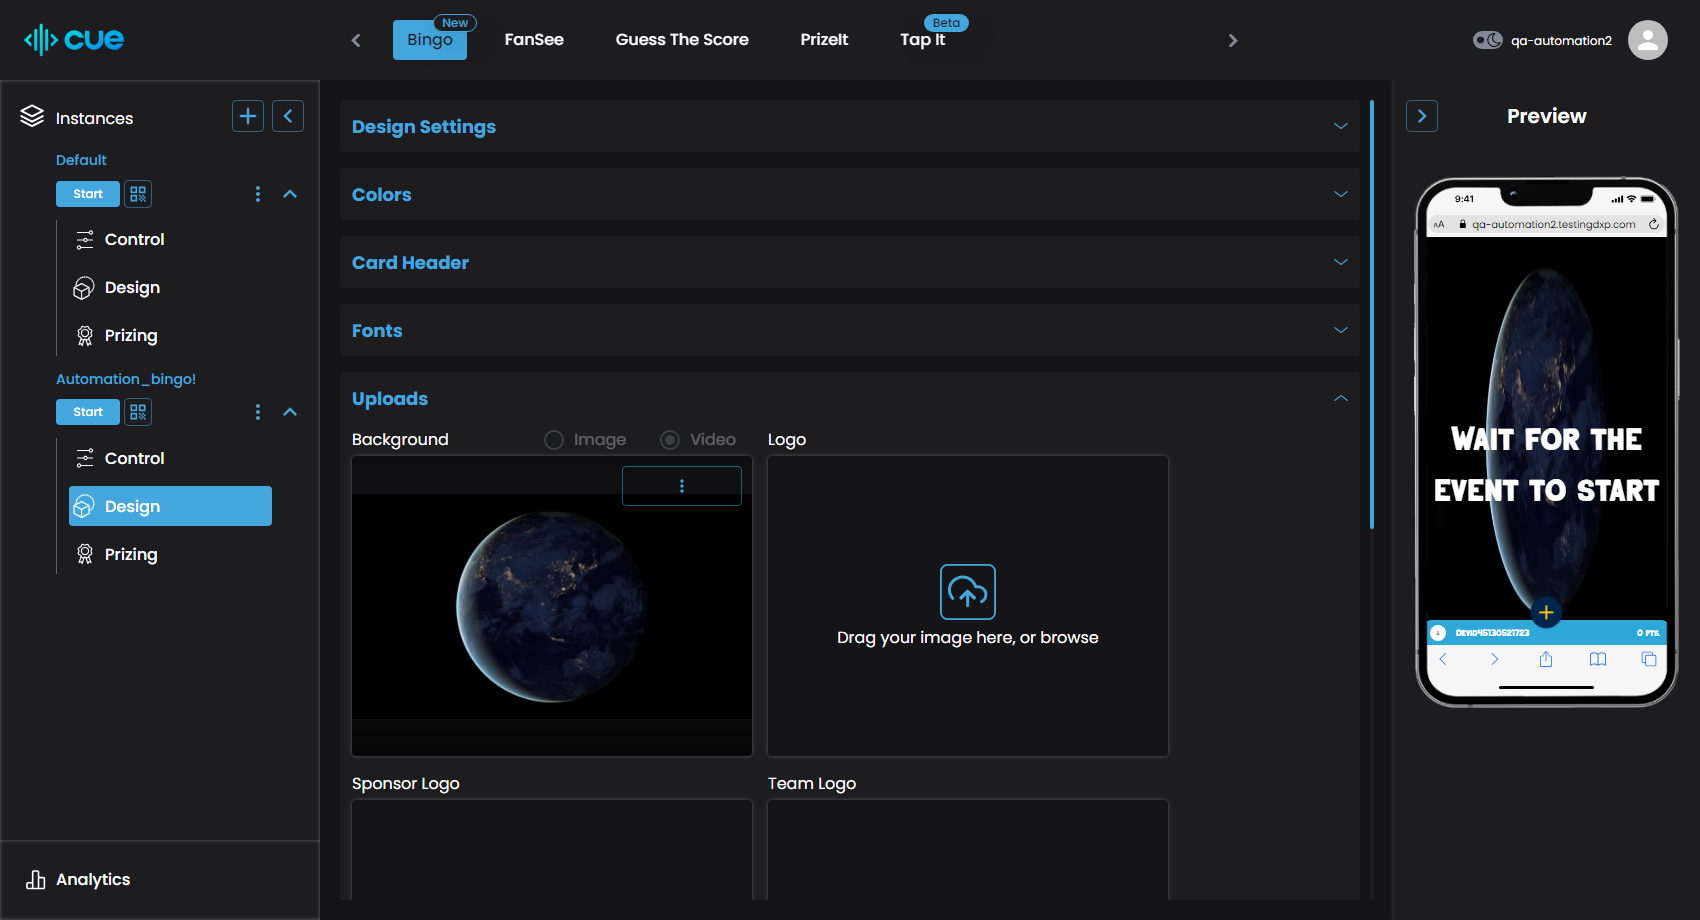 cue
New
Bingo
FanSee
Guess The Score
PrizeIt
Beta
Tap It
qa-automation2
Instances
Default
Start
Control
Design
Prizing
Automation_bingo!
Start
Control
Design
Prizing
Analytics
Design Settings
Colors
Card Header
Fonts
Uploads
Background
Image
Video
Logo
Drag your image here, or browse
Sponsor Logo
Team Logo
Preview
9:41
AA qa-automation2.testingdxp.com
WAIT FOR THE
EVENT TO START
0 PTS.